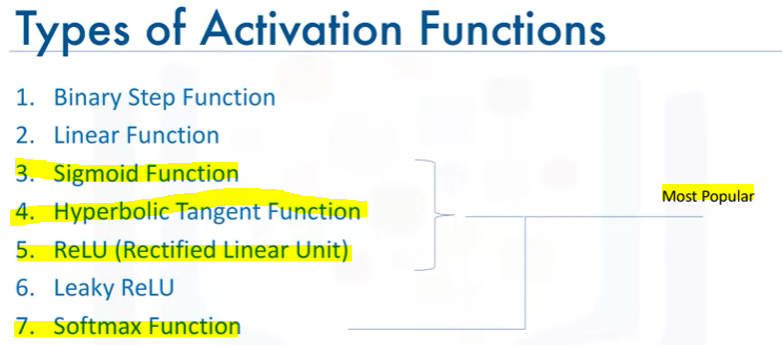 Types of Activation Functions
1. Binary Step Function
2. Linear Function
3. Sigmoid Function
4. Hyperbolic Tangent Function
5. ReLU (Rectified Linear Unit)
6. Leaky ReLU
7. Softmax Function
Most Popular